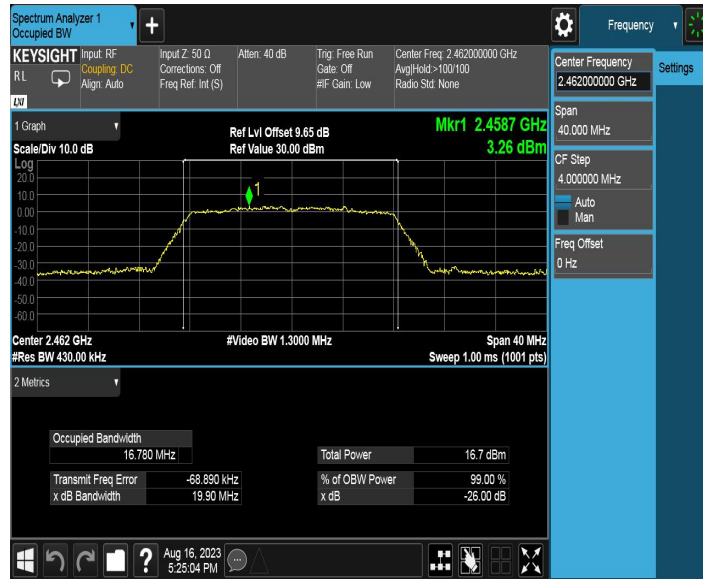 Spectrum Analyzer 1
Occupied BW
+
Frequency
KEYSIGHT
RL
LXI
Input: RF
Coupling: DC
Align: Auto
Input Z: 50 Ω
Corrections: Off
Freq Ref: Int (S)
Atten: 40 dB
Trig: Free Run
Gate: Off
#IF Gain: Low
Center Freq: 2.462000000 GHz
Avg|Hold:>100/100
Radio Std: None
Center Frequency
2.462000000 GHz
Settings
Span
40.000 MHz
CF Step
4.000000 MHz
Auto
Man
Freq Offset
0 Hz
1 Graph
Scale/Div 10.0 dB
Ref Lvl Offset 9.65 dB
Ref Value 30.00 dBm
Mkr1 2.4587 GHz
3.26 dBm
Log
20.0
10.0
0.00
-10.0
-20.0
-30.0
-40.0
-50.0
-60.0
1
Center 2.462 GHz
#Res BW 430.00 kHz
#Video BW 1.3000 MHz
Span 40 MHz
Sweep 1.00 ms (1001 pts)
2 Metrics
Occupied Bandwidth
16.780 MHz
Total Power 16.7 dBm
Transmit Freq Error -68.890 kHz
% of OBW Power 99.00 %
x dB Bandwidth 19.90 MHz
x dB -26.00 dB
?
Aug 16, 2023
5:25:04 PM